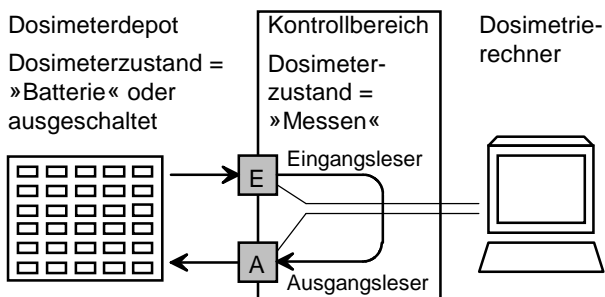 Dosimeterdepot
Dosimeterzustand =
»Batterie« oder
ausgeschaltet
Kontrollbereich
Dosimeter-
zustand =
»Messen«
E
Eingangsleser
A
Ausgangsleser
Dosimetrie-
rechner